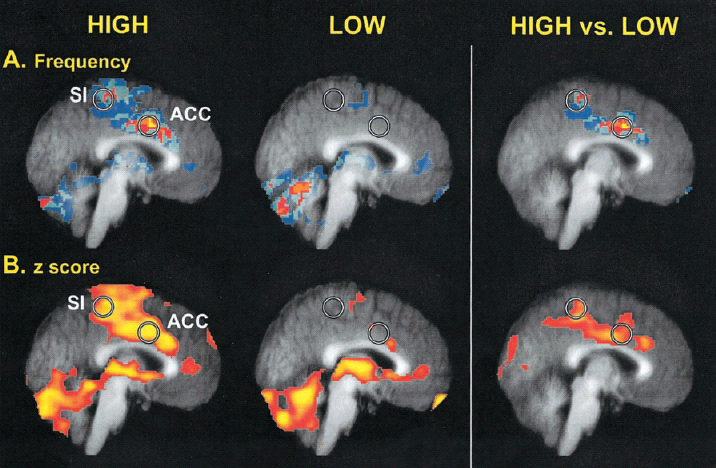 HIGH LOW HIGH vs. LOW
A. Frequency
SI
ACC
B. z score
SI
ACC